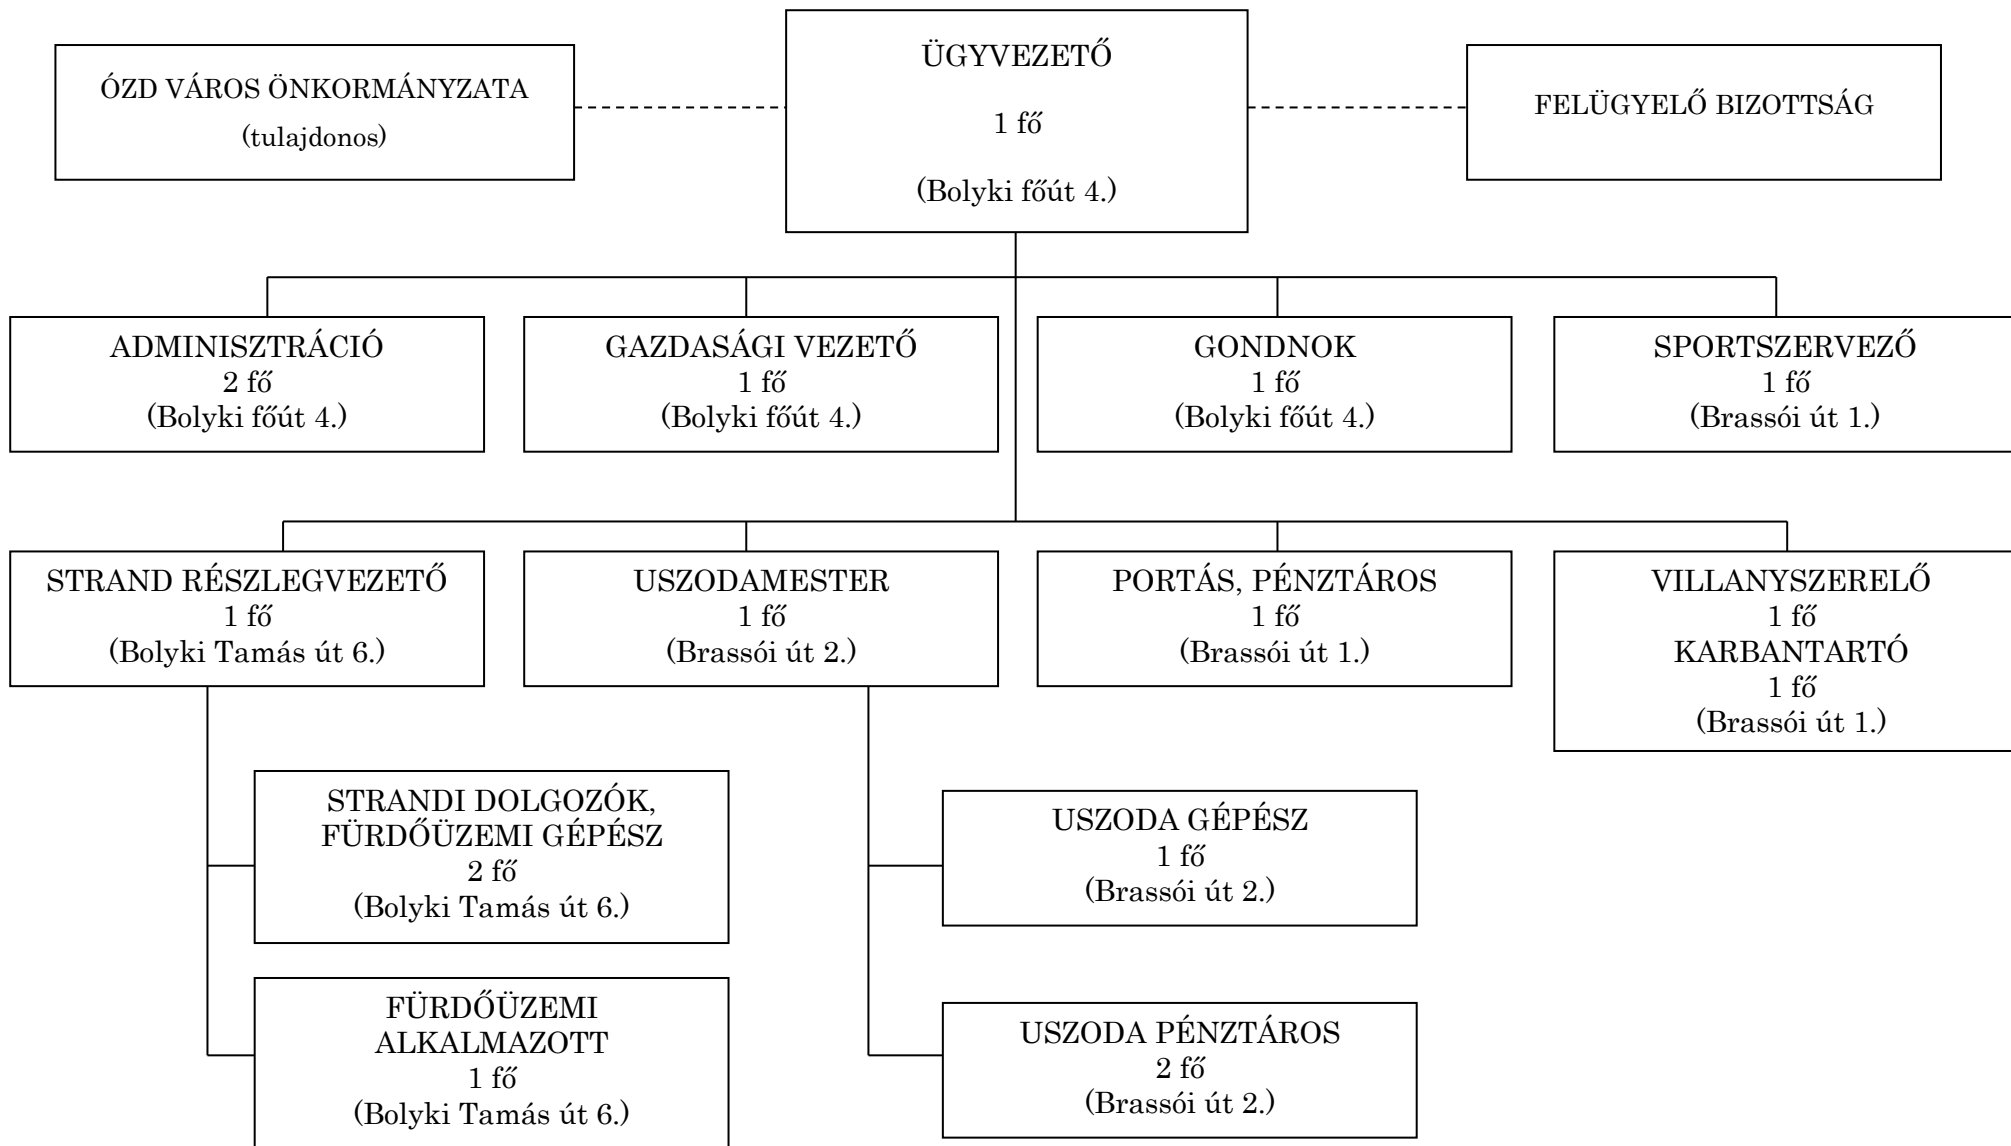 ÓZD VÁROS ÖNKORMÁNYZATA
(tulajdonos)
ÜGYVEZETŐ
1 fő
(Bolyki főút 4.)
FELÜGYELŐ BIZOTTSÁG
ADMINISZTRÁCIÓ
2 fő
(Bolyki főút 4.)
GAZDASÁGI VEZETŐ
1 fő
(Bolyki főút 4.)
GONDNOK
1 fő
(Bolyki főút 4.)
SPORTSZERVEZŐ
1 fő
(Brassói út 1.)
STRAND RÉSZLEGVEZETŐ
1 fő
(Bolyki Tamás út 6.)
USZODAMESTER
1 fő
(Brassói út 2.)
PORTÁS, PÉNZTÁROS
1 fő
(Brassói út 1.)
VILLANYSZERELŐ
1 fő
KARBANTARTÓ
1 fő
(Brassói út 1.)
STRANDI DOLGOZÓK,
FÜRDŐÜZEMI GÉPÉSZ
2 fő
(Bolyki Tamás út 6.)
USZODA GÉPÉSZ
1 fő
(Brassói út 2.)
FÜRDŐÜZEMI
ALKALMAZOTT
1 fő
(Bolyki Tamás út 6.)
USZODA PÉNZTÁROS
2 fő
(Brassói út 2.)